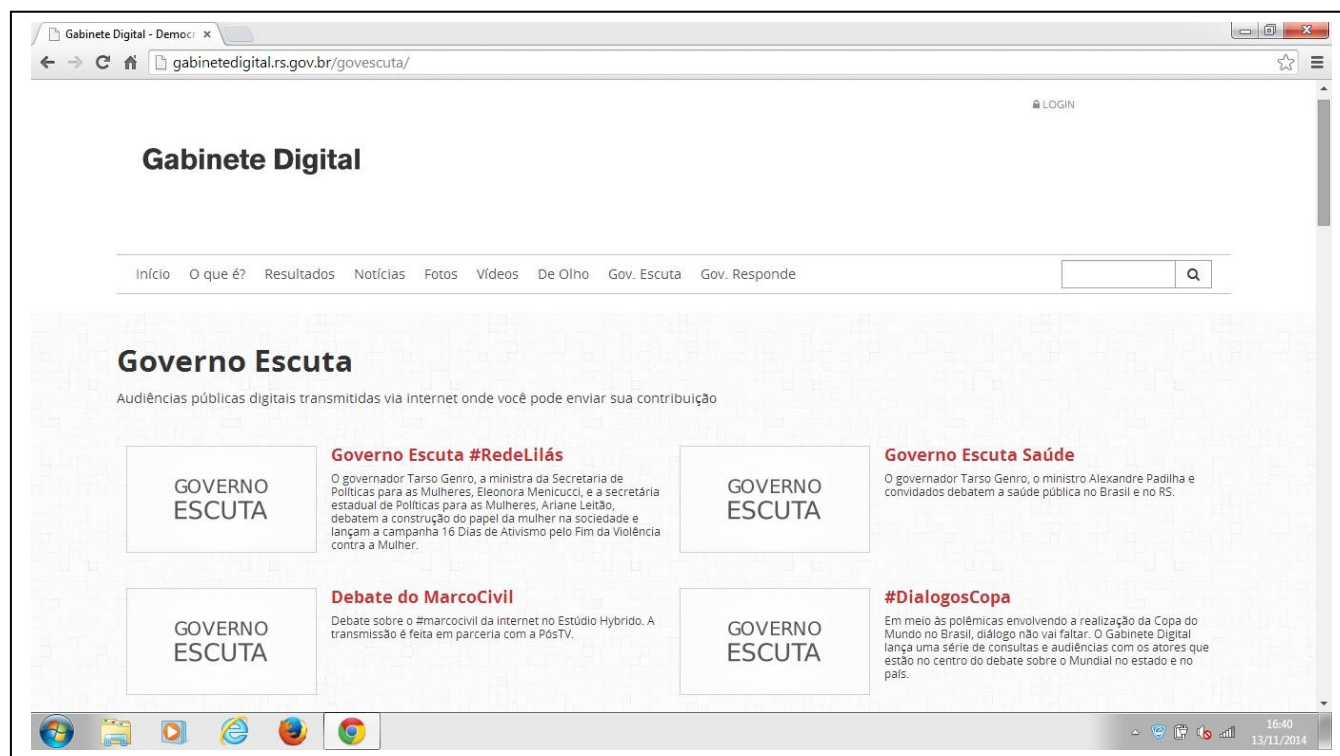 Gabinete Digital - Democr
gabinetedigital.rs.gov.br/govescuta/
LOGIN
Gabinete Digital
Início O que é? Resultados Notícias Fotos Vídeos De Olho Gov. Escuta Gov. Responde
Governo Escuta
Audiências públicas digitais transmitidas via internet onde você pode enviar sua contribuição
GOVERNO
ESCUTA
Governo Escuta #RedeLilás
O governador Tarso Genro, a ministra da Secretaria de
Políticas para as Mulheres, Eleonora Menicucci, e a secretária
estadual de Políticas para as Mulheres, Ariane Leitão,
debatem a construção do papel da mulher na sociedade e
lançam a campanha 16 Dias de Ativismo pelo Fim da Violência
contra a Mulher.
GOVERNO
ESCUTA
Governo Escuta Saúde
O governador Tarso Genro, o ministro Alexandre Padilha e
convidados debatem a saúde pública no Brasil e no RS.
GOVERNO
ESCUTA
Debate do MarcoCivil
Debate sobre o #marcocivil da internet no Estúdio Hybrido. A
transmissão é feita em parceria com a PósTV.
GOVERNO
ESCUTA
#DialogosCopa
Em meio às polêmicas envolvendo a realização da Copa do
Mundo no Brasil, diálogo não vai faltar. O Gabinete Digital
lança uma série de consultas e audiências com os atores que
estão no centro do debate sobre o Mundial no estado e no
país.
16:40
13/11/2014